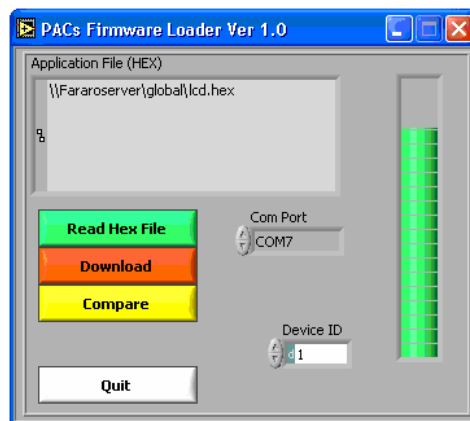 PACs Firmware Loader Ver 1.0
Application File (HEX)
\\Fararoserver\global\lcd.hex
Read Hex File
Com Port
COM7
Download
Compare
Device ID
d 1
Quit